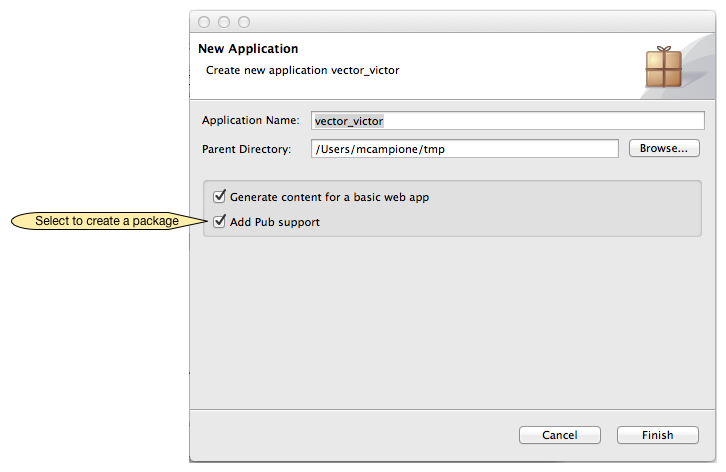 New Application
Create new application vector_victor
Application Name: vector_victor
Parent Directory: /Users/mcampione/tmp Browse...
Generate content for a basic web app
Select to create a package Add Pub support
Cancel Finish